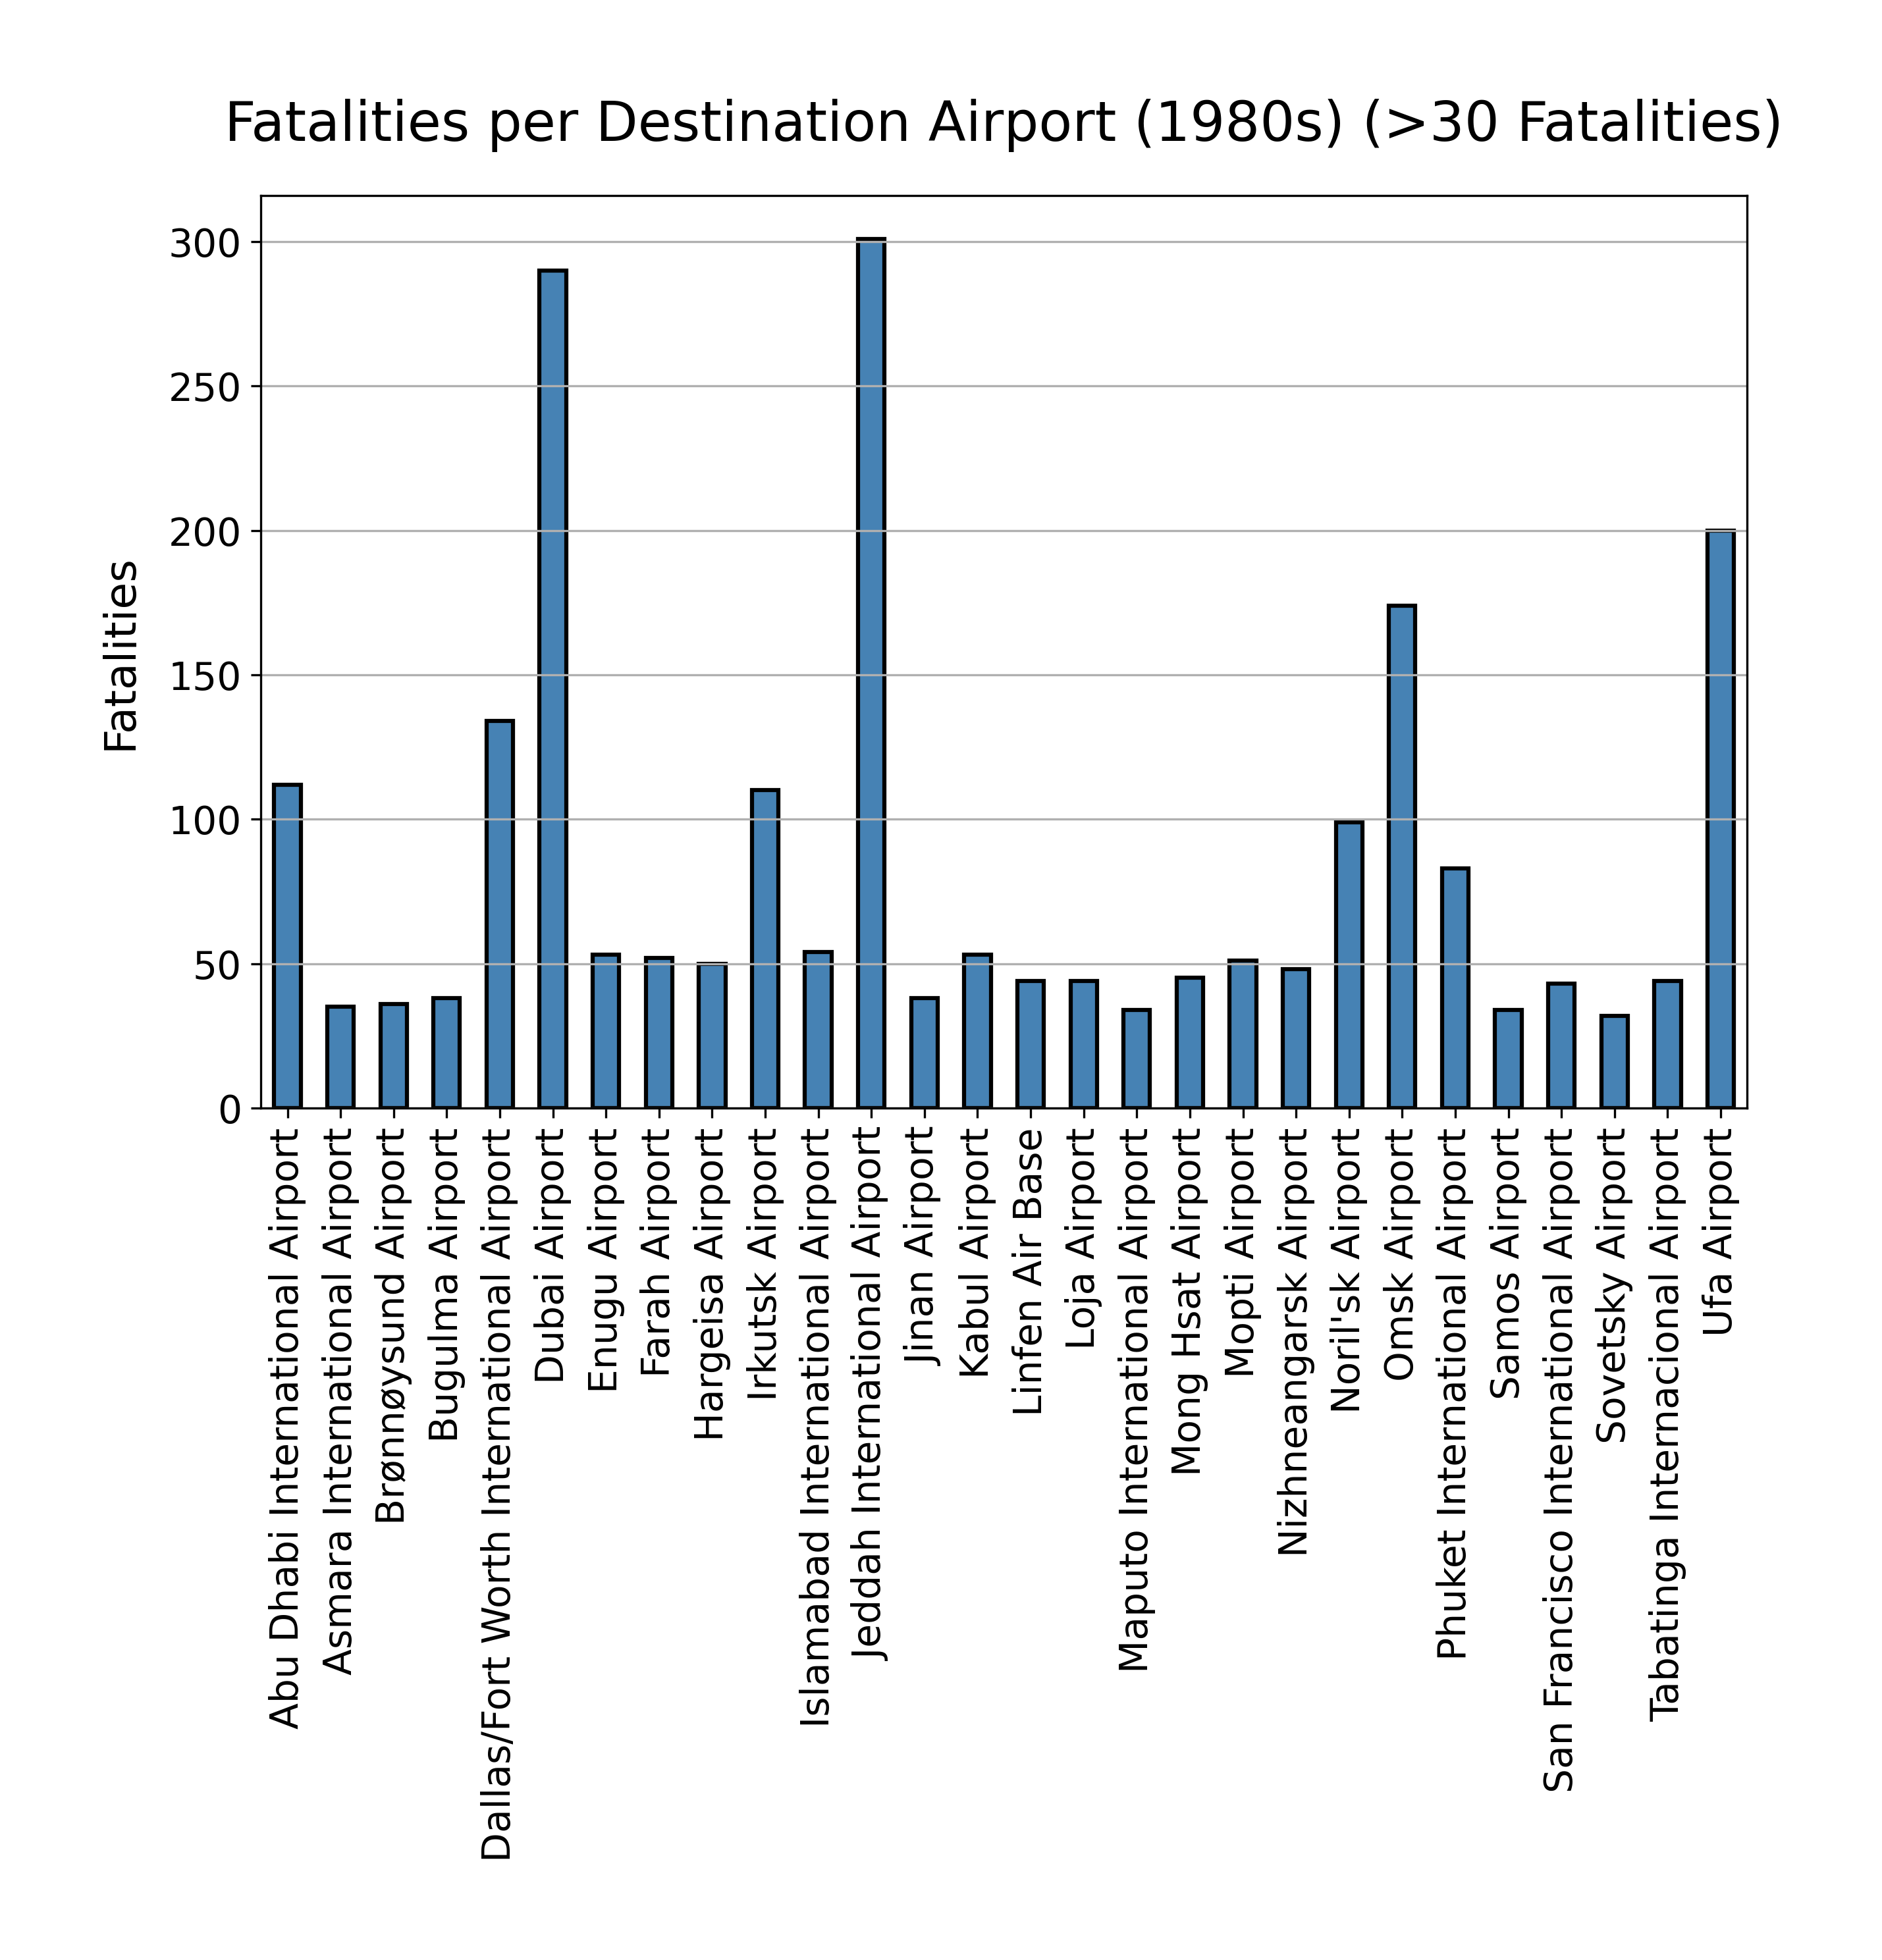 Fatalities per Destination Airport (1980s) (>30 Fatalities)
Fatalities
300
250
200
150
100
50
0
Abu Dhabi International Airport
Asmara International Airport
Brønnøysund Airport
Bugulma Airport
Dallas/Fort Worth International Airport
Dubai Airport
Enugu Airport
Farah Airport
Hargeisa Airport
Irkutsk Airport
Islamabad International Airport
Jeddah International Airport
Jinan Airport
Kabul Airport
Linfen Air Base
Loja Airport
Maputo International Airport
Mong Hsat Airport
Mopti Airport
Nizhneangarsk Airport
Noril'sk Airport
Omsk Airport
Phuket International Airport
Samos Airport
San Francisco International Airport
Sovetsky Airport
Tabatinga Internacional Airport
Ufa Airport